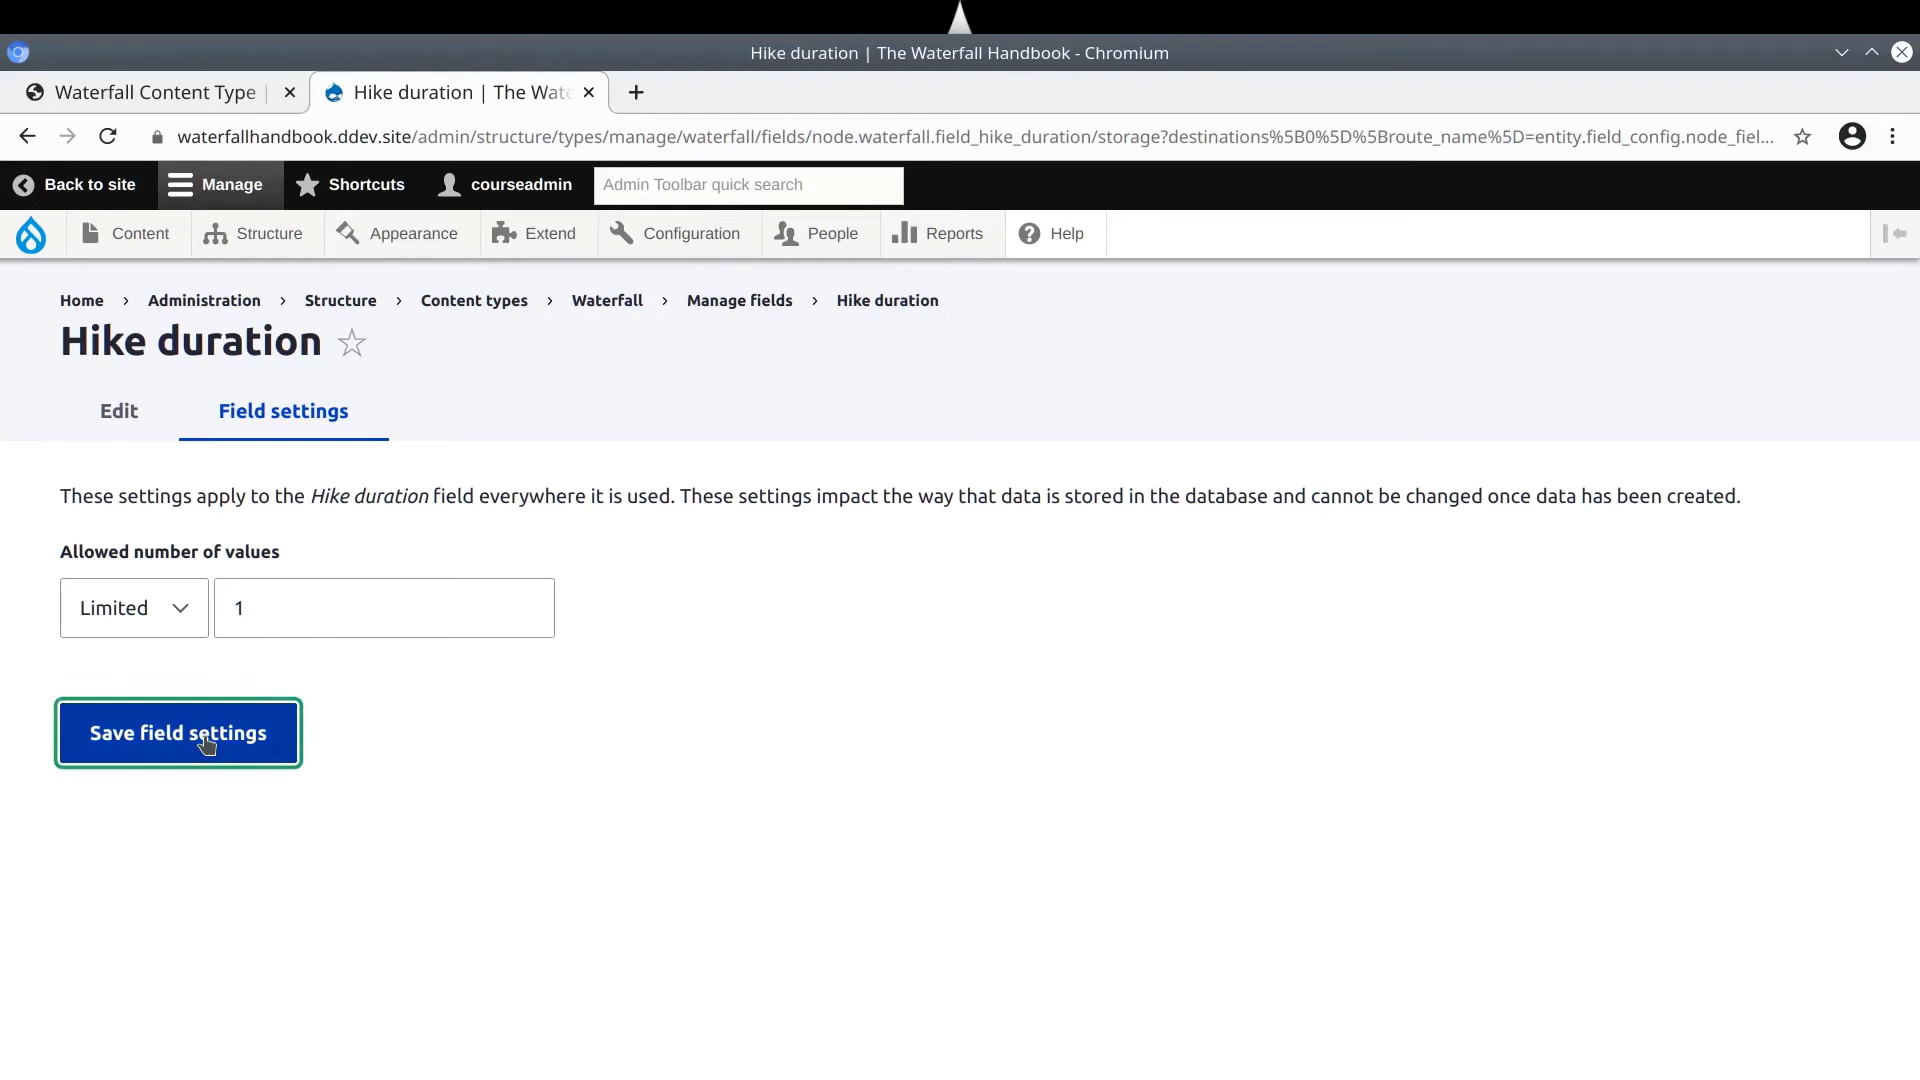 Hike duration | The Waterfall Handbook - Chromium
Waterfall Content Type |
Hike duration | The Wate
waterfallhandbook.ddev.site/admin/structure/types/manage/waterfall/fields/node.waterfall.field_hike_duration/storage?destinations%5B0%5D%5Broute_name%5D=entity.field_config.node_fiel...
Back to site Manage Shortcuts courseadmin Admin Toolbar quick search
Content Structure Appearance Extend Configuration People Reports Help
Home › Administration › Structure › Content types › Waterfall › Manage fields › Hike duration
Hike duration
Edit Field settings
These settings apply to the Hike duration field everywhere it is used. These settings impact the way that data is stored in the database and cannot be changed once data has been created.
Allowed number of values
Limited 1
Save field settings